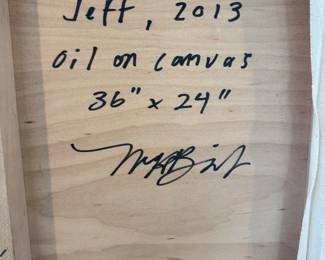 Jeff, 2013
oil on canvas
36" x 24"